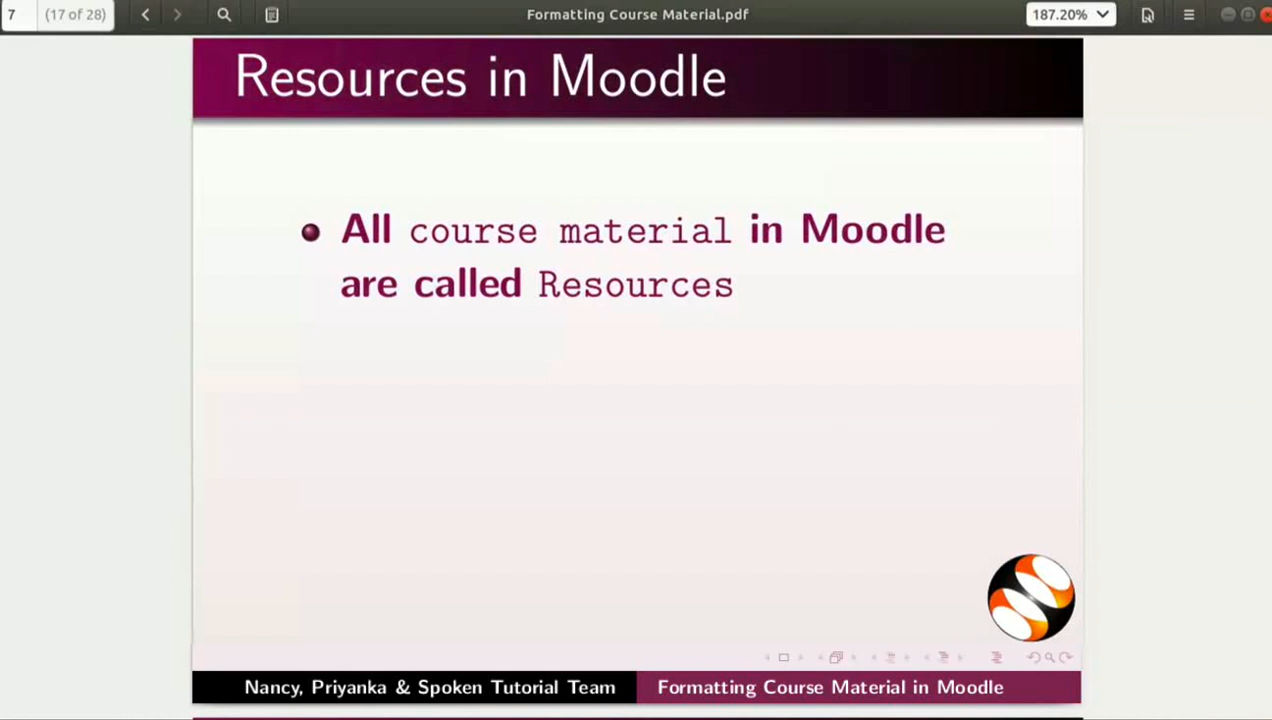 7 (17 of 28) Formatting Course Material.pdf 187.20%
Resources in Moodle
All course material in Moodle
are called Resources
Nancy, Priyanka & Spoken Tutorial Team Formatting Course Material in Moodle